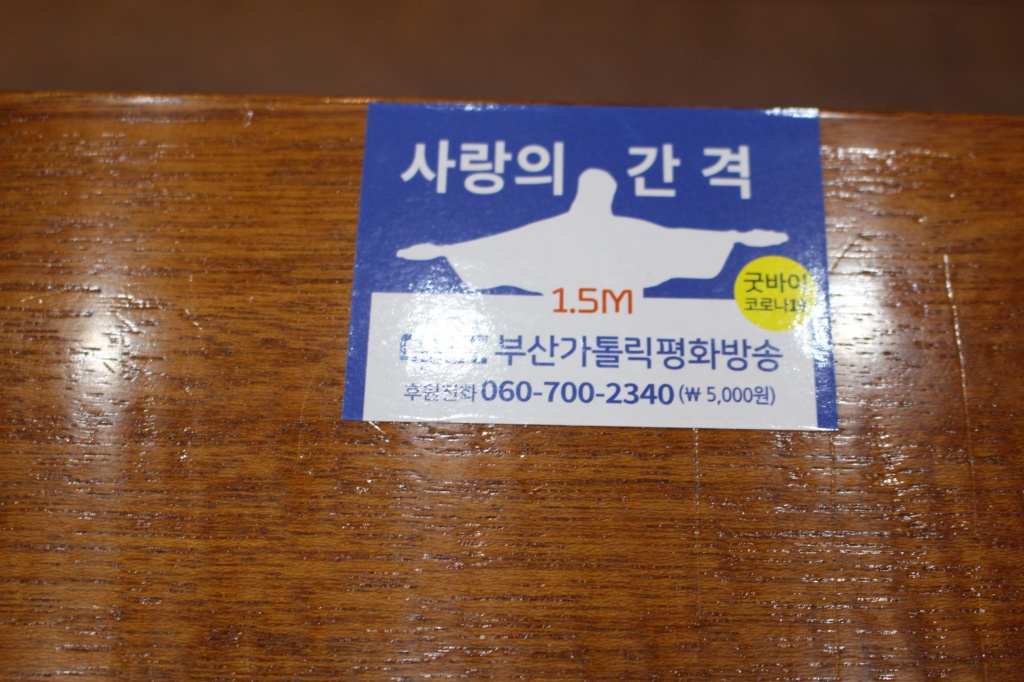 사랑의 간격
1.5M
굿바이
코로나19
부산가톨릭평화방송
후원전화 060-700-2340 (₩ 5,000원)